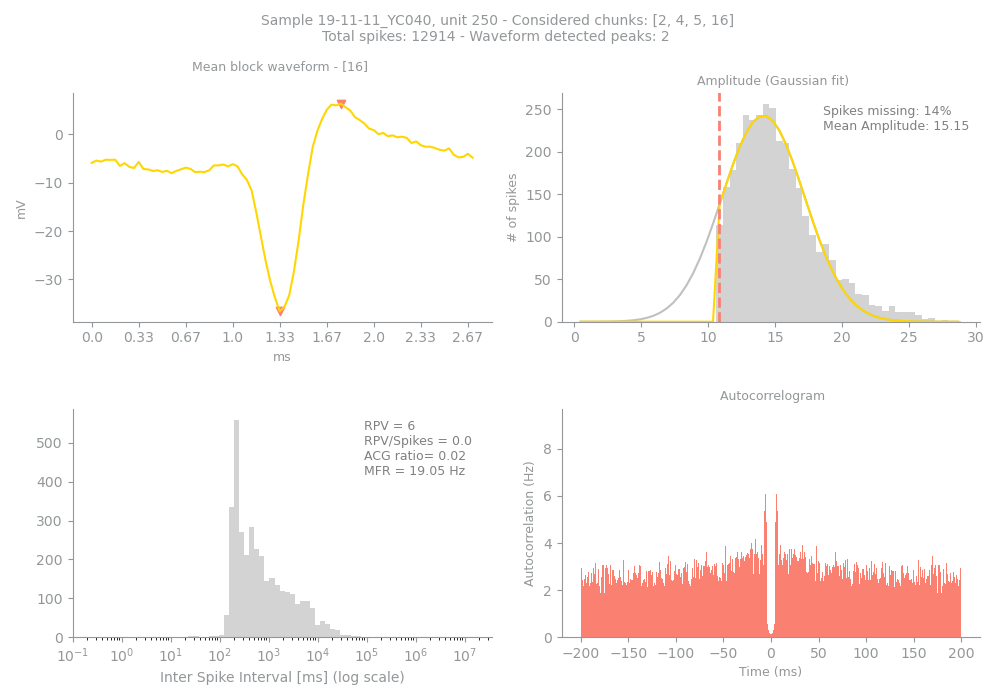 Sample 19-11-11_YC040, unit 250 - Considered chunks: [2, 4, 5, 16]
Total spikes: 12914 - Waveform detected peaks: 2
Mean block waveform - [16]
mV
0
−10
−20
−30
0.0 0.33 0.67 1.0 1.33 1.67 2.0 2.33 2.67
ms
Amplitude (Gaussian fit)
Spikes missing: 14%
Mean Amplitude: 15.15
# of spikes
250
200
150
100
50
0
0 5 10 15 20 25 30
RPV = 6
RPV/Spikes = 0.0
ACG ratio= 0.02
MFR = 19.05 Hz
500
400
300
200
100
0
10⁻¹ 10⁰ 10¹ 10² 10³ 10⁴ 10⁵ 10⁶ 10⁷
Inter Spike Interval [ms] (log scale)
Autocorrelogram
Autocorrelation (Hz)
8
6
4
2
0
−200 −150 −100 −50 0 50 100 150 200
Time (ms)